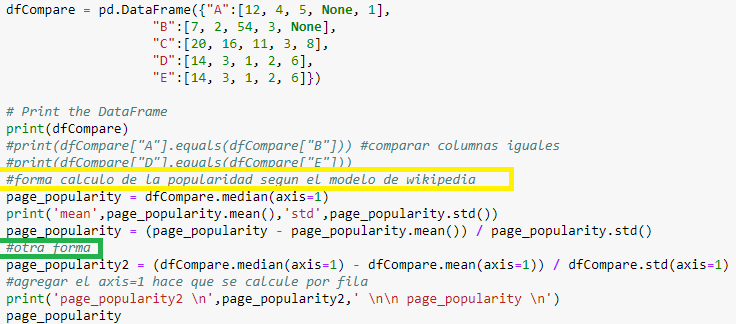 dfCompare = pd.DataFrame({"A":[12, 4, 5, None, 1],
"B":[7, 2, 54, 3, None],
"C":[20, 16, 11, 3, 8],
"D":[14, 3, 1, 2, 6],
"E":[14, 3, 1, 2, 6]})
# Print the DataFrame
print(dfCompare)
#print(dfCompare["A"].equals(dfCompare["B"])) #comparar columnas iguales
#print(dfCompare["D"].equals(dfCompare["E"]))
#forma calculo de la popularidad segun el modelo de wikipedia
page_popularity = dfCompare.median(axis=1)
print('mean',page_popularity.mean(),'std',page_popularity.std())
page_popularity = (page_popularity - page_popularity.mean()) / page_popularity.std()
#otra forma
page_popularity2 = (dfCompare.median(axis=1) - dfCompare.mean(axis=1)) / dfCompare.std(axis=1)
#agregar el axis=1 hace que se calcule por fila
print('page_popularity2 \n',page_popularity2,' \n\n page_popularity \n')
page_popularity